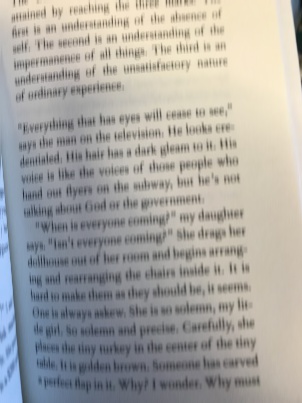 attained by reaching the three marks. The
first is an understanding of the absence of
self. The second is an understanding of the
impermanence of all things. The third is an
understanding of the unsatisfactory nature
of ordinary experience.
"Everything that has eyes will cease to see,"
says the man on the television. He looks cre-
dentialed. His hair has a dark gleam to it. His
voice is like the voices of those people who
hand out flyers on the subway, but he's not
talking about God or the government.
"When is everyone coming?" my daughter
says. "Isn't everyone coming?" She drags her
dollhouse out of her room and begins arrang-
ing and rearranging the chairs inside it. It is
hard to make them as they should be, it seems.
One is always askew. She is so solemn, my lit-
tle girl. So solemn and precise. Carefully, she
places the tiny turkey in the center of the tiny
table. It is golden brown. Someone has carved
a perfect flap in it. Why? I wonder. Why must